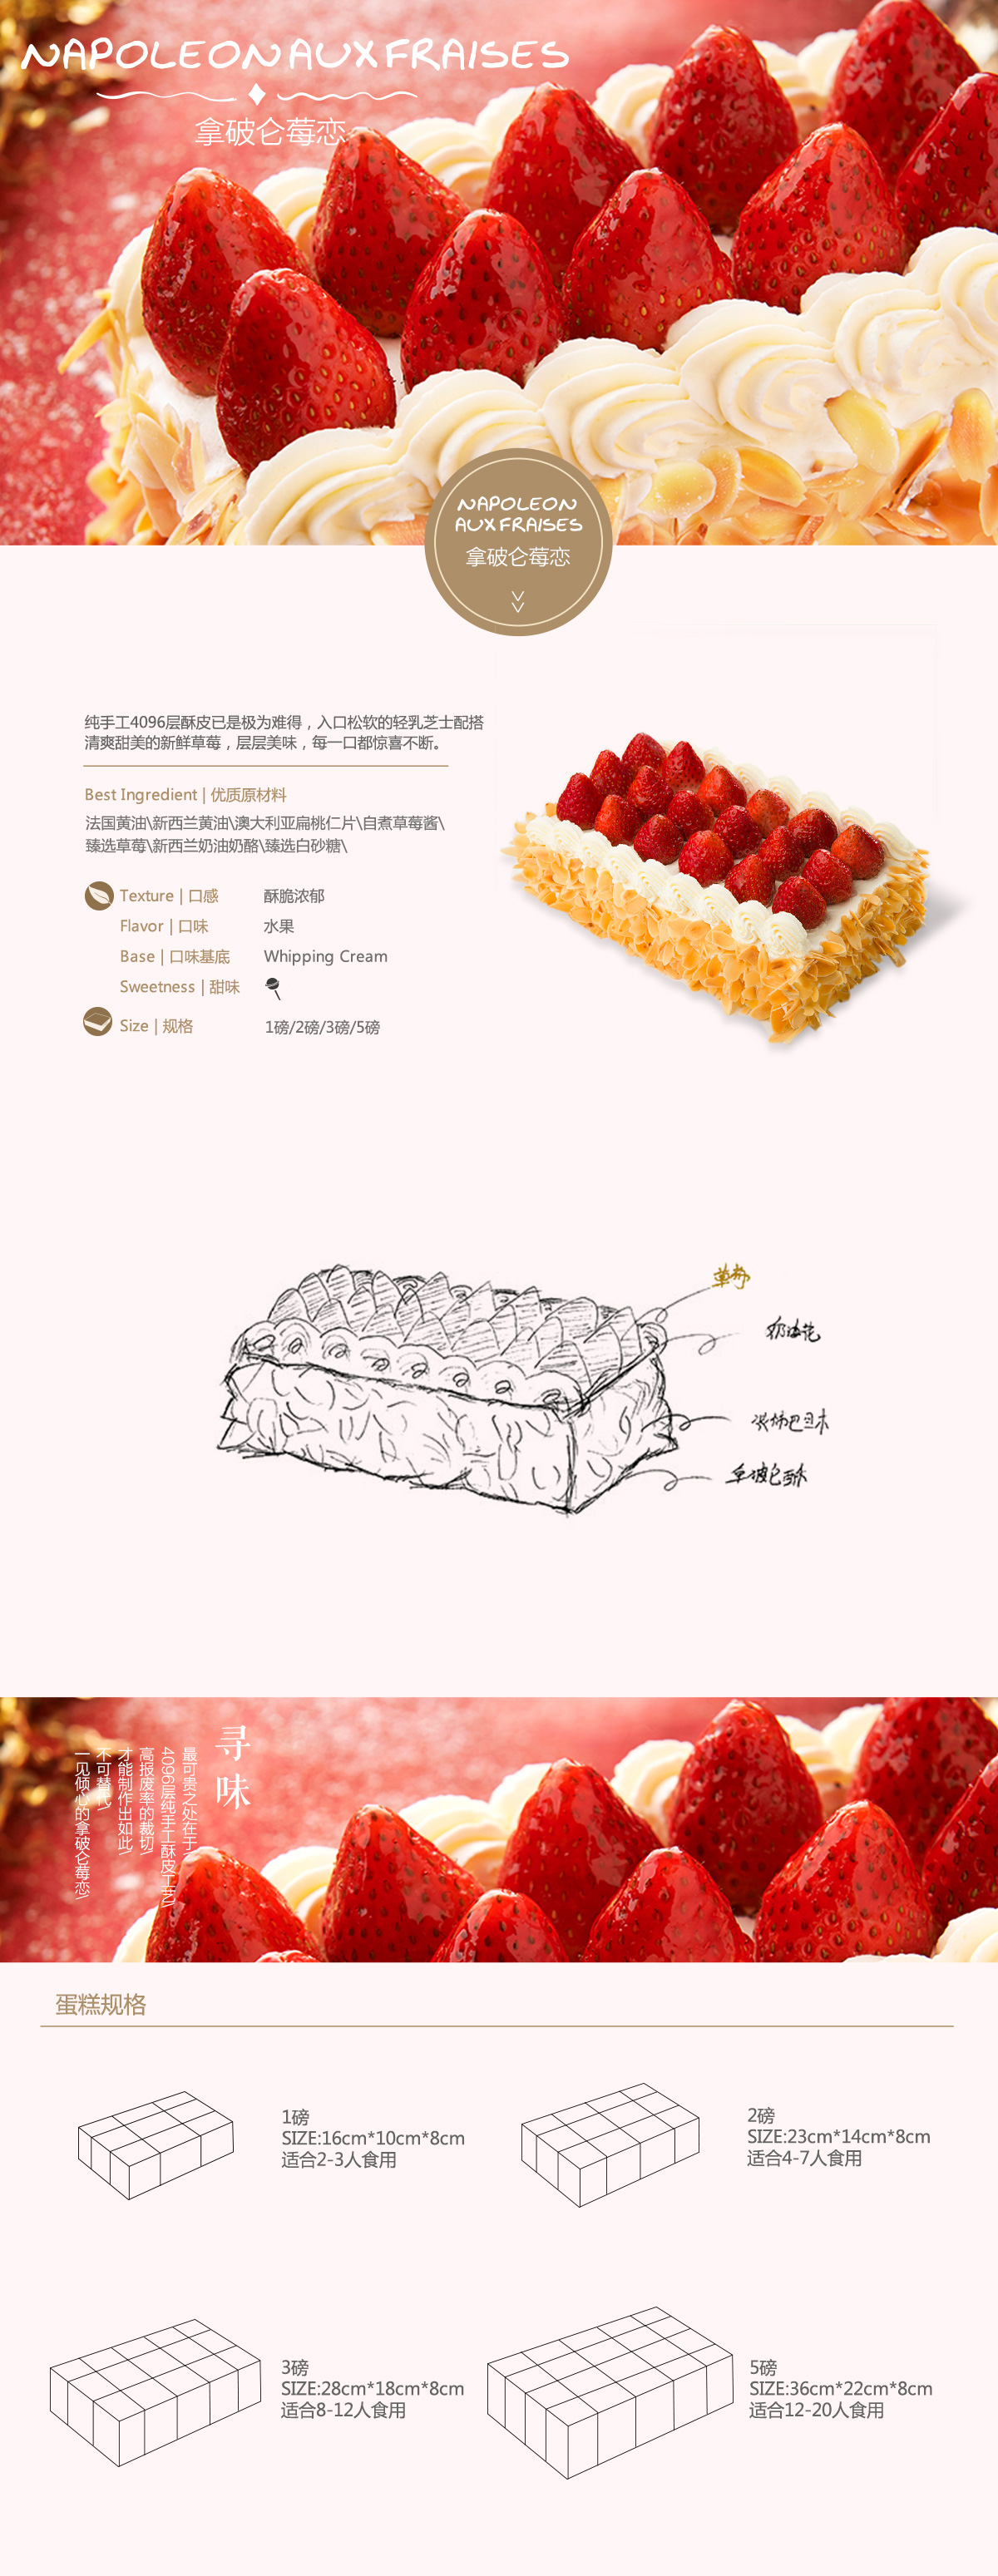 NAPOLEON AUX FRAISES
拿破仑莓恋
NAPOLEON
AUX FRAISES
拿破仑莓恋
纯手工4096层酥皮已是极为难得，入口松软的轻乳芝士配搭
清爽甜美的新鲜草莓，层层美味，每一口都惊喜不断。
Best Ingredient | 优质原材料
法国黄油\新西兰黄油\澳大利亚扁桃仁片\自煮草莓酱\
臻选草莓\新西兰奶油奶酪\臻选白砂糖\
Texture | 口感 酥脆浓郁
Flavor | 口味 水果
Base | 口味基底 Whipping Cream
Sweetness | 甜味
Size | 规格 1磅/2磅/3磅/5磅
草莓
奶油花
拿破仑酥
寻味
最可贵之处在于\
4096层纯手工酥皮工艺\
高报废率的裁切\
才能制作出如此\
不可替代\
一见倾心的拿破仑莓恋\
蛋糕规格
1磅
SIZE:16cm*10cm*8cm
适合2-3人食用
2磅
SIZE:23cm*14cm*8cm
适合4-7人食用
3磅
SIZE:28cm*18cm*8cm
适合8-12人食用
5磅
SIZE:36cm*22cm*8cm
适合12-20人食用